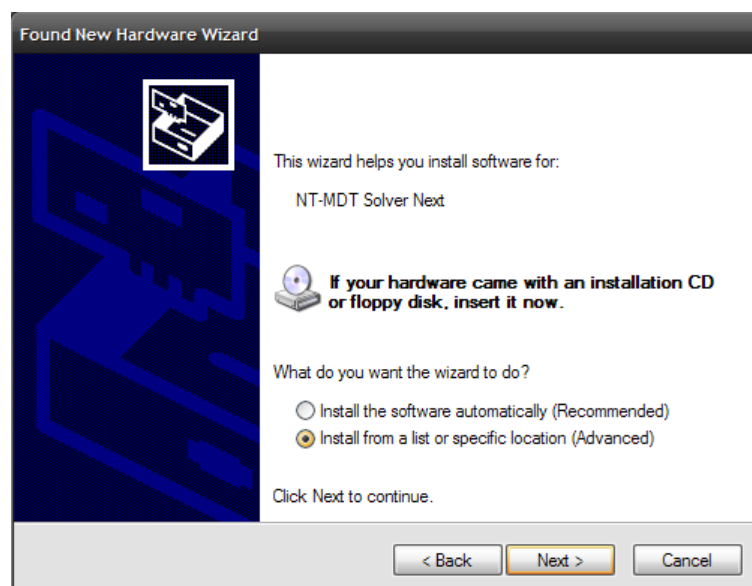 Found New Hardware Wizard
This wizard helps you install software for:
NT-MDT Solver Next
If your hardware came with an installation CD
or floppy disk, insert it now.
What do you want the wizard to do?
Install the software automatically (Recommended)
Install from a list or specific location (Advanced)
Click Next to continue.
< Back
Next >
Cancel